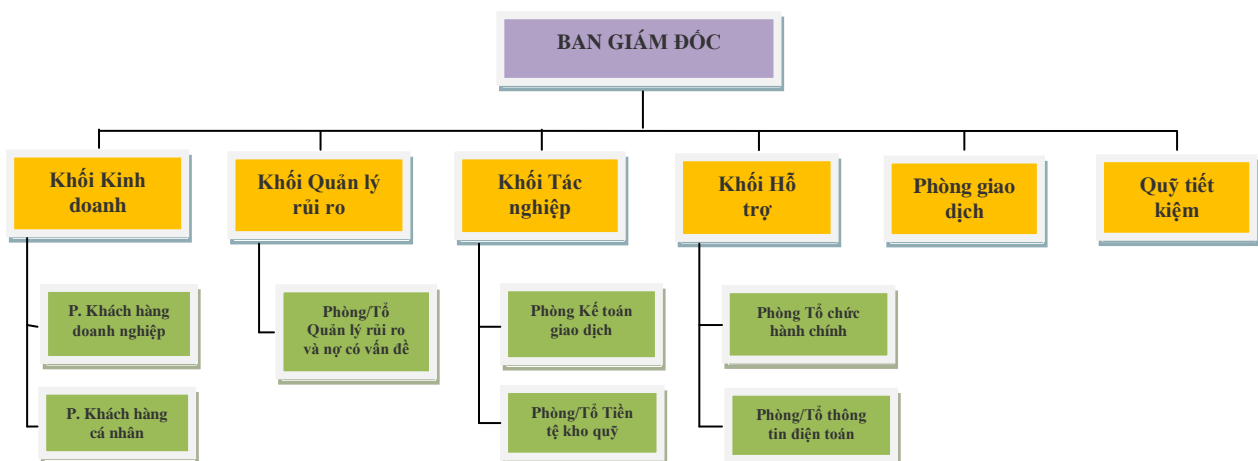 BAN GIÁM ĐỐC
Khối Kinh
doanh
Khối Quản lý
rủi ro
Khối Tác
nghiệp
Khối Hỗ
trợ
Phòng giao
dịch
Quỹ tiết
kiệm
P. Khách hàng
doanh nghiệp
Phòng/Tổ
Quản lý rủi ro
và nợ có vấn đề
Phòng Kế toán
giao dịch
Phòng Tổ chức
hành chính
P. Khách hàng
cá nhân
Phòng/Tổ Tiền
tệ kho quỹ
Phòng/Tổ thông
tin điện toán